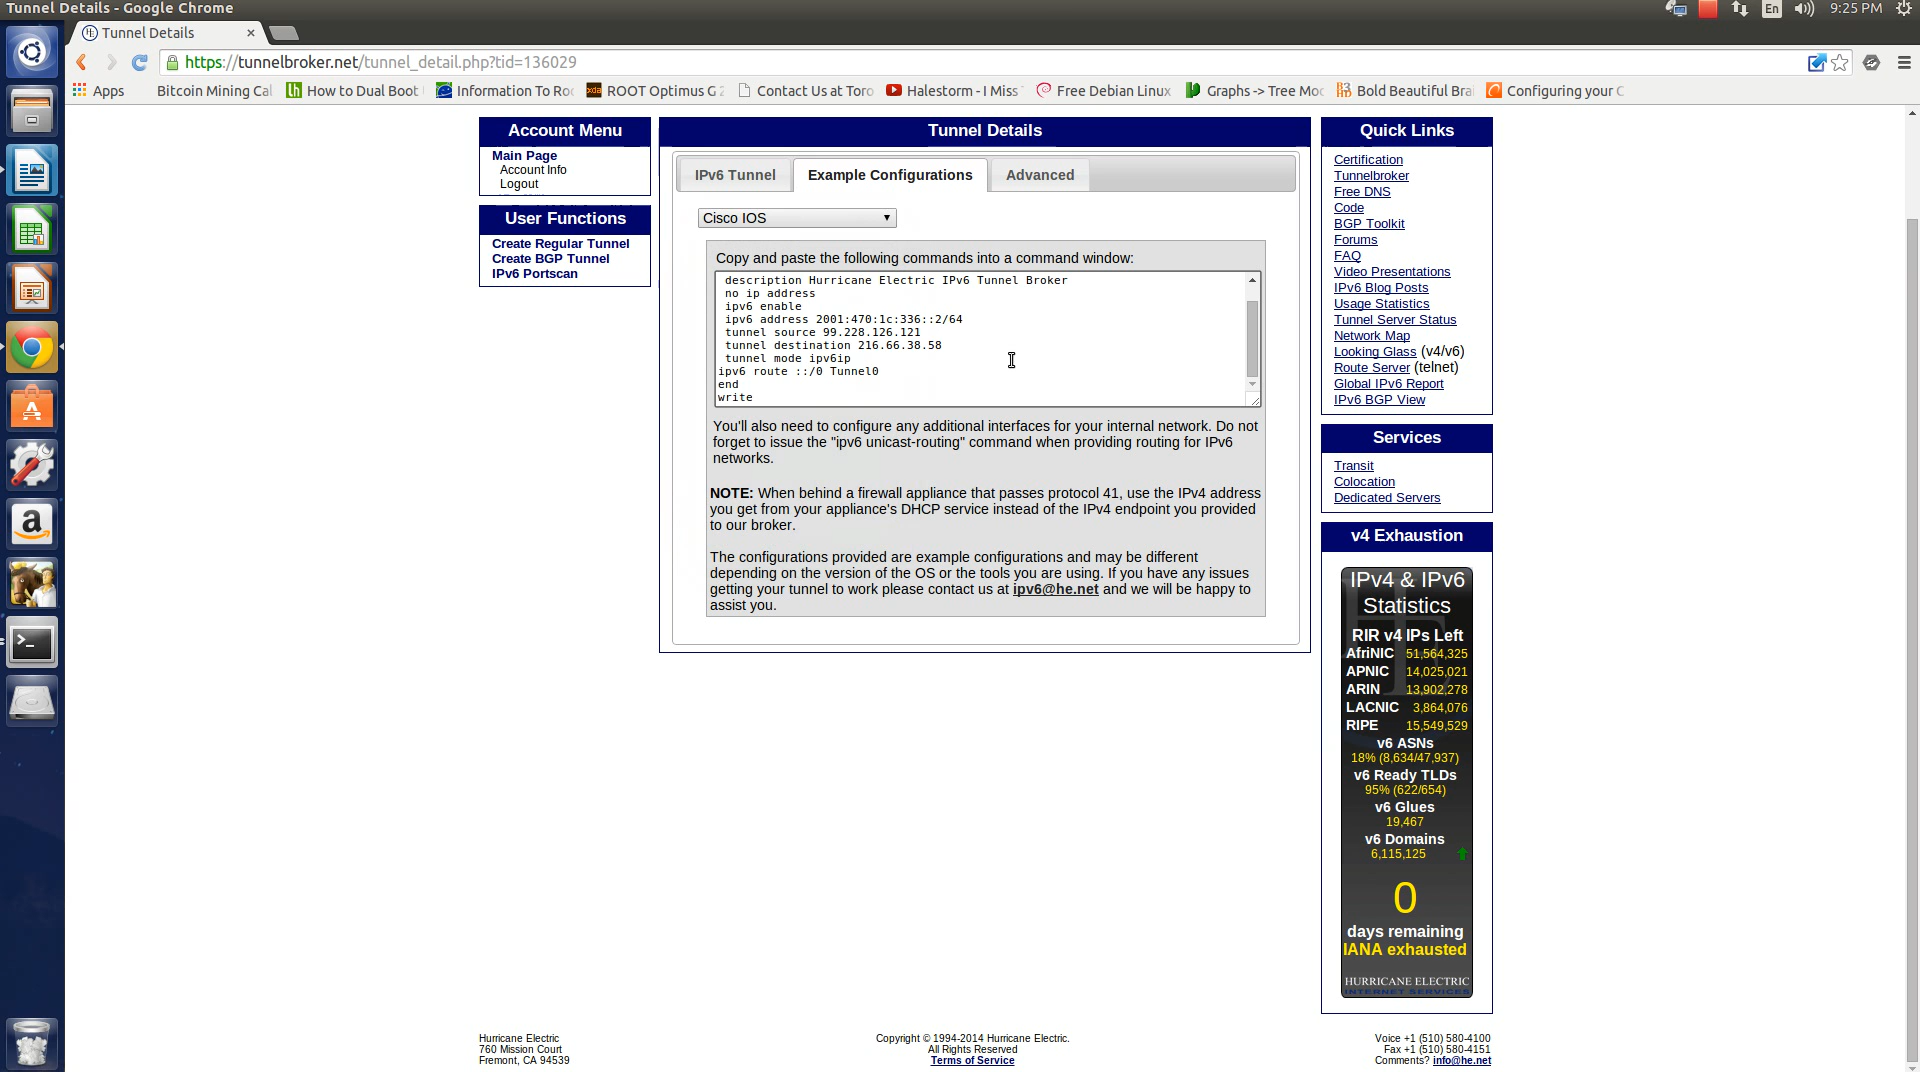 Tunnel Details - Google Chrome
En
9:25 PM
Tunnel Details
https://tunnelbroker.net/tunnel_detail.php?tid=136029
Apps
Bitcoin Mining Cal
How to Dual Boot
Information To Ro
ROOT Optimus G 2
Contact Us at Toro
Halestorm - I Miss
Free Debian Linux
Graphs -> Tree Mo
Bold Beautiful Brai
Configuring your C
Account Menu
Main Page
Account Info
Logout
User Functions
Create Regular Tunnel
Create BGP Tunnel
IPv6 Portscan
Tunnel Details
IPv6 Tunnel
Example Configurations
Advanced
Cisco IOS
Copy and paste the following commands into a command window:
description Hurricane Electric IPv6 Tunnel Broker
no ip address
ipv6 enable
ipv6 address 2001:470:1c:336::2/64
tunnel source 99.228.126.121
tunnel destination 216.66.38.58
tunnel mode ipv6ip
ipv6 route ::/0 Tunnel0
end
write
You'll also need to configure any additional interfaces for your internal network. Do not
forget to issue the "ipv6 unicast-routing" command when providing routing for IPv6
networks.
NOTE: When behind a firewall appliance that passes protocol 41, use the IPv4 address
you get from your appliance's DHCP service instead of the IPv4 endpoint you provided
to our broker.
The configurations provided are example configurations and may be different
depending on the version of the OS or the tools you are using. If you have any issues
getting your tunnel to work please contact us at ipv6@he.net and we will be happy to
assist you.
Quick Links
Certification
Tunnelbroker
Free DNS
Code
BGP Toolkit
Forums
FAQ
Video Presentations
IPv6 Blog Posts
Usage Statistics
Tunnel Server Status
Network Map
Looking Glass (v4/v6)
Route Server (telnet)
Global IPv6 Report
IPv6 BGP View
Services
Transit
Colocation
Dedicated Servers
v4 Exhaustion
IPv4 & IPv6
Statistics
RIR v4 IPs Left
AfriNIC 51,564,325
APNIC 14,025,021
ARIN 13,902,278
LACNIC 3,864,076
RIPE 15,549,529
v6 ASNs
18% (8,634/47,937)
v6 Ready TLDs
95% (622/654)
v6 Glues
19,467
v6 Domains
6,115,125
0
days remaining
IANA exhausted
HURRICANE ELECTRIC
INTERNET SERVICES
Hurricane Electric
760 Mission Court
Fremont, CA 94539
Copyright © 1994-2014 Hurricane Electric.
All Rights Reserved
Terms of Service
Voice +1 (510) 580-4100
Fax +1 (510) 580-4151
Comments? info@he.net